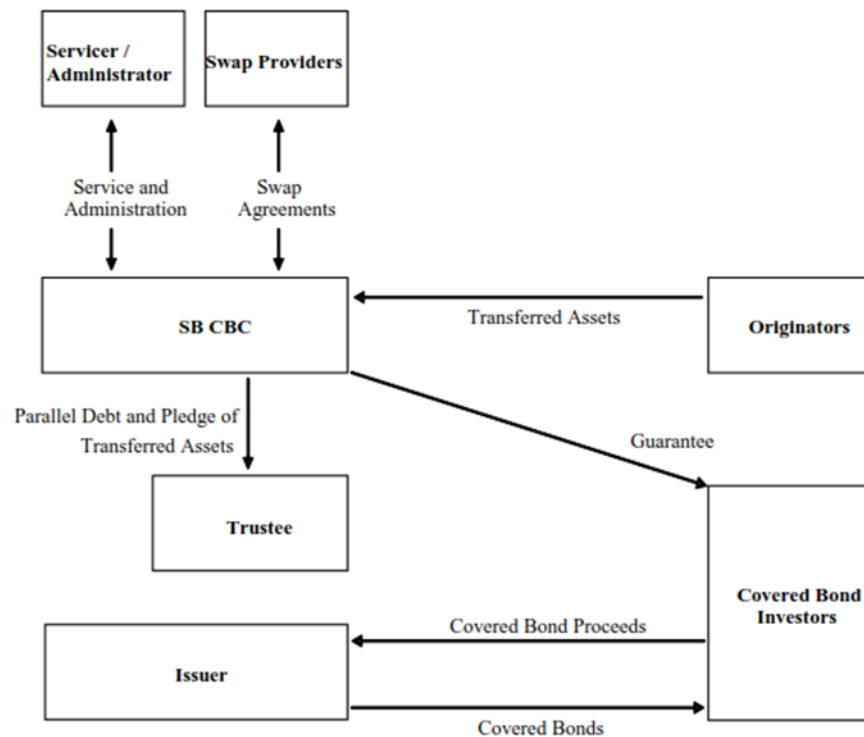 Servicer /
Administrator
Swap Providers
Service and
Administration
Swap
Agreements
SB CBC
Transferred Assets
Originators
Parallel Debt and Pledge of
Transferred Assets
Guarantee
Trustee
Covered Bond
Investors
Covered Bond Proceeds
Issuer
Covered Bonds